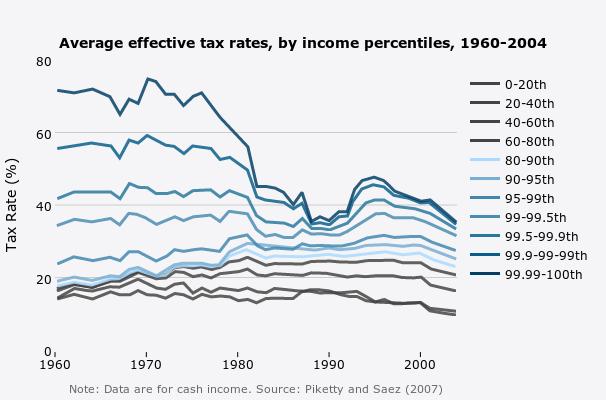 Average effective tax rates, by income percentiles, 1960-2004
Tax Rate (%)
80
60
40
20
0
1960
1970
1980
1990
2000
0-20th
20-40th
40-60th
60-80th
80-90th
90-95th
95-99th
99-99.5th
99.5-99.9th
99.9-99-99th
99.99-100th
Note: Data are for cash income. Source: Piketty and Saez (2007)